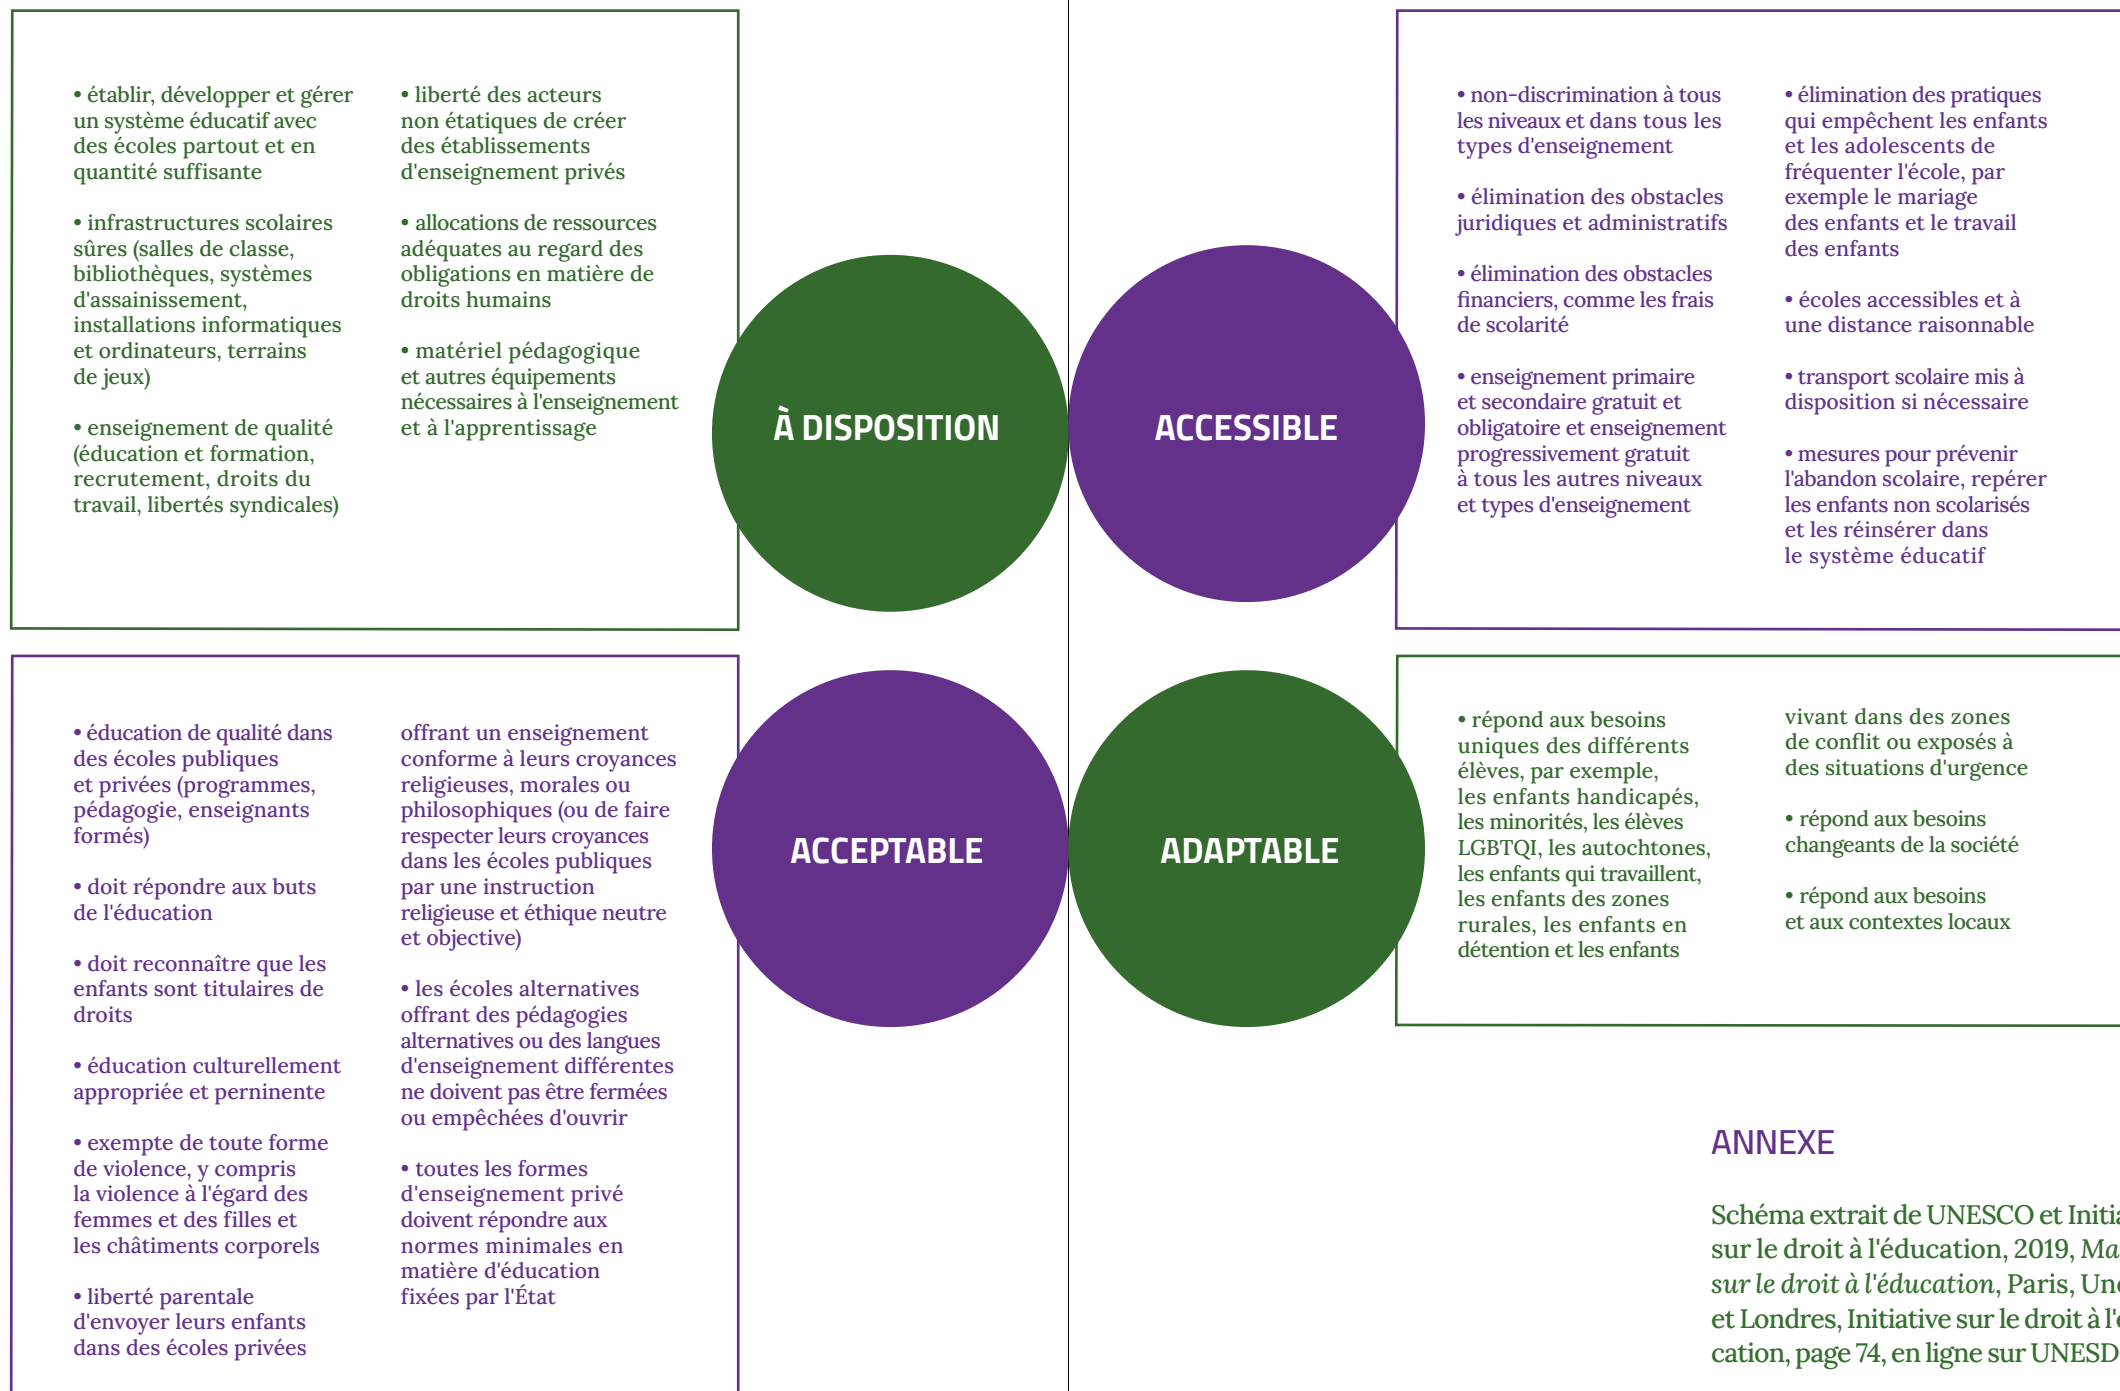 • établir, développer et gérer
un système éducatif avec
des écoles partout et en
quantité suffisante
• infrastructures scolaires
sûres (salles de classe,
bibliothèques, systèmes
d'assainissement,
installations informatiques
et ordinateurs, terrains
de jeux)
• enseignement de qualité
(éducation et formation,
recrutement, droits du
travail, libertés syndicales)
• liberté des acteurs
non étatiques de créer
des établissements
d'enseignement privés
• allocations de ressources
adéquates au regard des
obligations en matière de
droits humains
• matériel pédagogique
et autres équipements
nécessaires à l'enseignement
et à l'apprentissage
À DISPOSITION
ACCESSIBLE
• non-discrimination à tous
les niveaux et dans tous les
types d'enseignement
• élimination des obstacles
juridiques et administratifs
• élimination des obstacles
financiers, comme les frais
de scolarité
• enseignement primaire
et secondaire gratuit et
obligatoire et enseignement
progressivement gratuit
à tous les autres niveaux
et types d'enseignement
• élimination des pratiques
qui empêchent les enfants
et les adolescents de
fréquenter l'école, par
exemple le mariage
des enfants et le travail
des enfants
• écoles accessibles et à
une distance raisonnable
• transport scolaire mis à
disposition si nécessaire
• mesures pour prévenir
l'abandon scolaire, repérer
les enfants non scolarisés
et les réinsérer dans
le système éducatif
• éducation de qualité dans
des écoles publiques
et privées (programmes,
pédagogie, enseignants
formés)
• doit répondre aux buts
de l'éducation
• doit reconnaître que les
enfants sont titulaires de
droits
• éducation culturellement
appropriée et perninente
• exempte de toute forme
de violence, y compris
la violence à l'égard des
femmes et des filles et
les châtiments corporels
• liberté parentale
d'envoyer leurs enfants
dans des écoles privées
offrant un enseignement
conforme à leurs croyances
religieuses, morales ou
philosophiques (ou de faire
respecter leurs croyances
dans les écoles publiques
par une instruction
religieuse et éthique neutre
et objective)
• les écoles alternatives
offrant des pédagogies
alternatives ou des langues
d'enseignement différentes
ne doivent pas être fermées
ou empêchées d'ouvrir
• toutes les formes
d'enseignement privé
doivent répondre aux
normes minimales en
matière d'éducation
fixées par l'État
ACCEPTABLE
ADAPTABLE
• répond aux besoins
uniques des différents
élèves, par exemple,
les enfants handicapés,
les minorités, les élèves
LGBTQI, les autochtones,
les enfants qui travaillent,
les enfants des zones
rurales, les enfants en
détention et les enfants
vivant dans des zones
de conflit ou exposés à
des situations d'urgence
• répond aux besoins
changeants de la société
• répond aux besoins
et aux contextes locaux
ANNEXE
Schéma extrait de UNESCO et
sur le droit à l'éducation, 2019,
sur le droit à l'éducation, Paris,
et Londres, Initiative sur le droit à
cation, page 74, en ligne sur